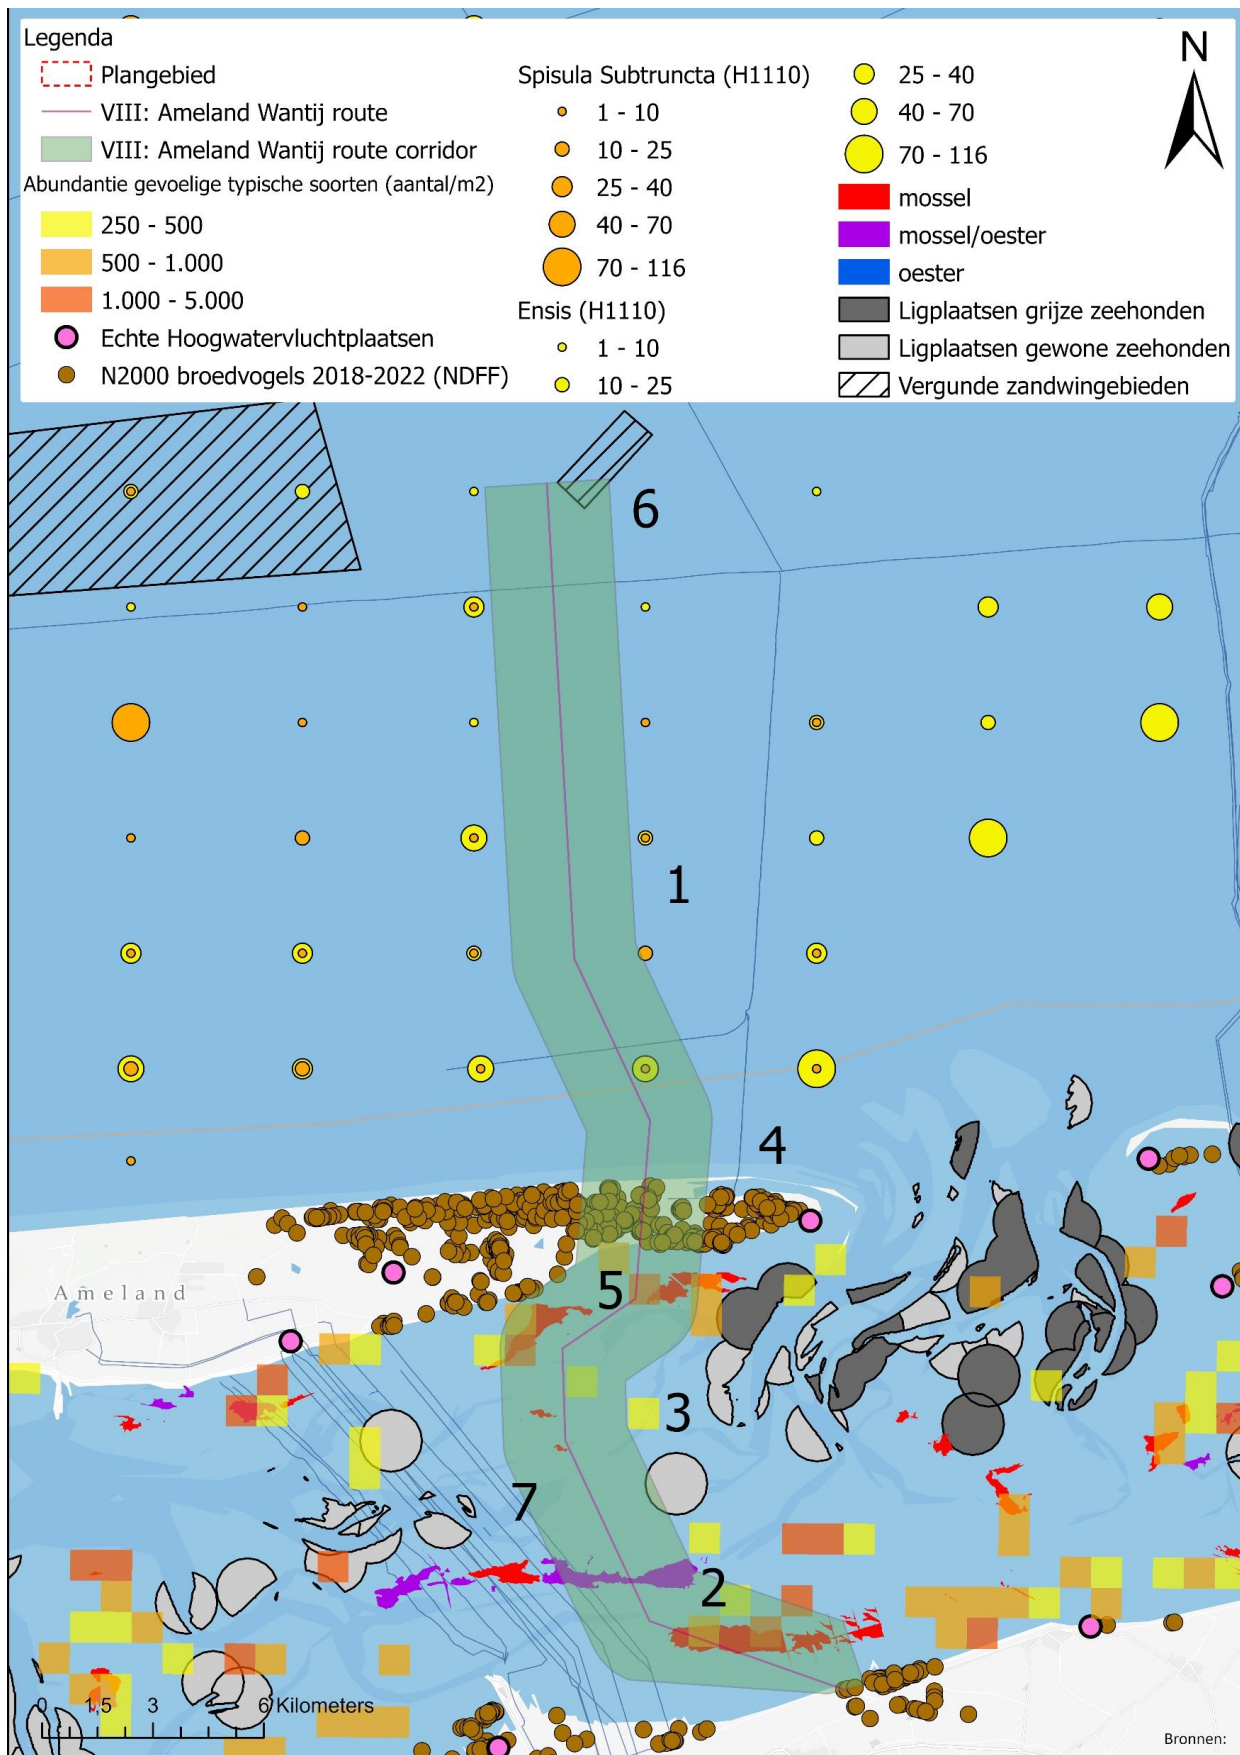 Legenda
Plangebied
VIII: Ameland Wantij route
VIII: Ameland Wantij route corridor
Abundantie gevoelige typische soorten (aantal/m2)
250 - 500
500 - 1.000
1.000 - 5.000
Echte Hoogwatervluchtplaatsen
N2000 broedvogels 2018-2022 (NDFF)
Spisula Subtruncta (H1110)
1 - 10
10 - 25
25 - 40
40 - 70
70 - 116
Ensis (H1110)
1 - 10
10 - 25
25 - 40
40 - 70
70 - 116
mossel
mossel/oester
oester
Ligplaatsen grijze zeehonden
Ligplaatsen gewone zeehonden
Vergunde zandwingebieden
N
6
1
4
5
Ameland
3
7
2
0 1,5 3 6 Kilometers
Bronnen: